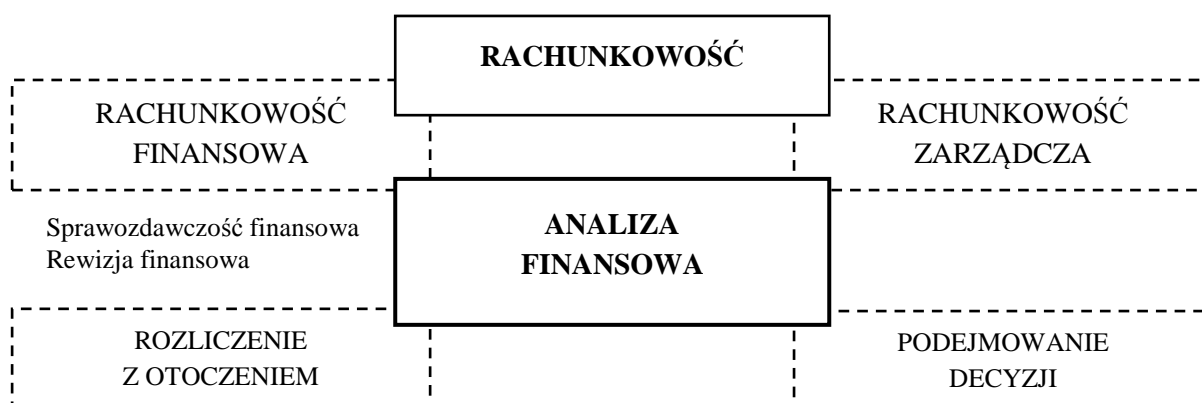 RACHUNKOWOŚĆ
RACHUNKOWOŚĆ
FINANSOWA
RACHUNKOWOŚĆ
ZARZĄDCZA
Sprawozdawczość finansowa
Rewizja finansowa
ANALIZA
FINANSOWA
ROZLICZENIE
Z OTOCZENIEM
PODEJMOWANIE
DECYZJI